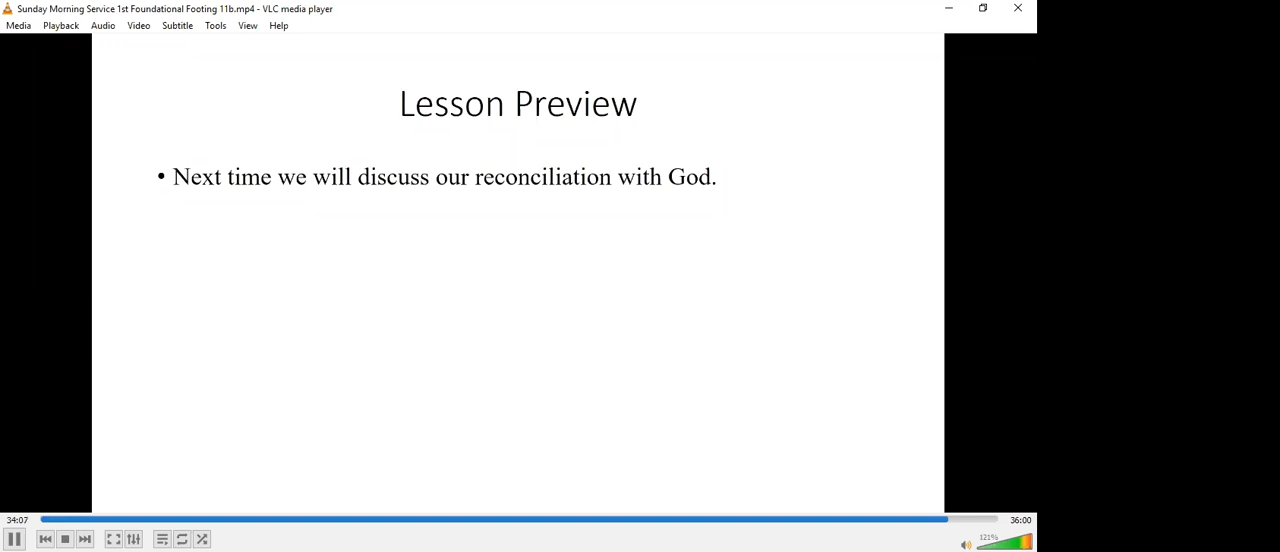 Sunday Morning Service 1st Foundational Footing 11b.mp4 - VLC media player
Media Playback Audio Video Subtitle Tools View Help
Lesson Preview
• Next time we will discuss our reconciliation with God.
34:07 36:00
121%